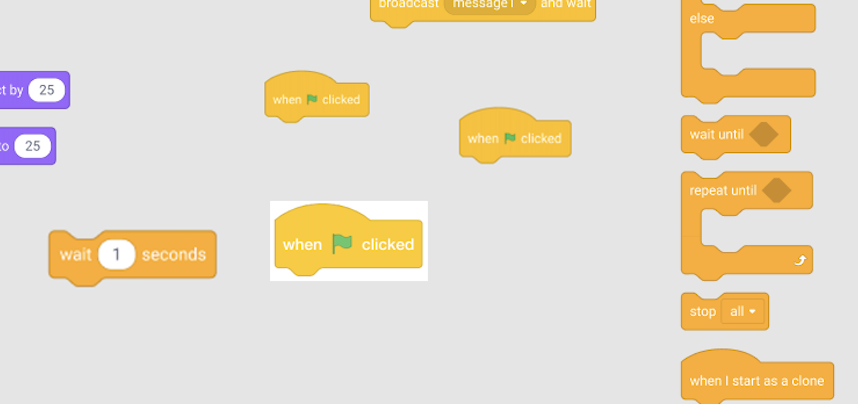 broadcast message1 and wait
else
ct by 25
when clicked
when clicked
wait until
to 25
repeat until
when clicked
wait 1 seconds
stop all
when I start as a clone